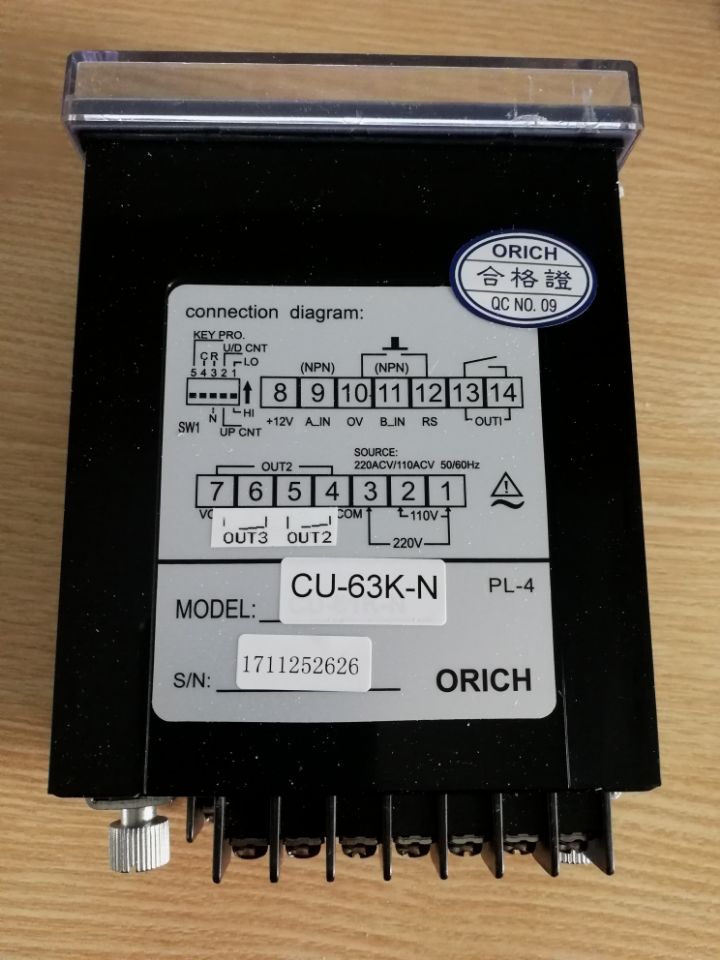 ORICH
合格證
QC NO. 09
connection diagram:
KEY PRO.
C R U/D CNT
LO
5 4 3 2 1
N HI
SW1 UP CNT
(NPN) (NPN)
8 9 10 11 12 13 14
+12V A_IN OV B_IN RS OUTI
SOURCE:
220ACV/110ACV 50/60Hz
OUT2
7 6 5 4 3 2 1
COM 110V
OUT3 OUT2
220V
CU-63K-N
PL-4
MODEL:
S/N: 1711252626
ORICH